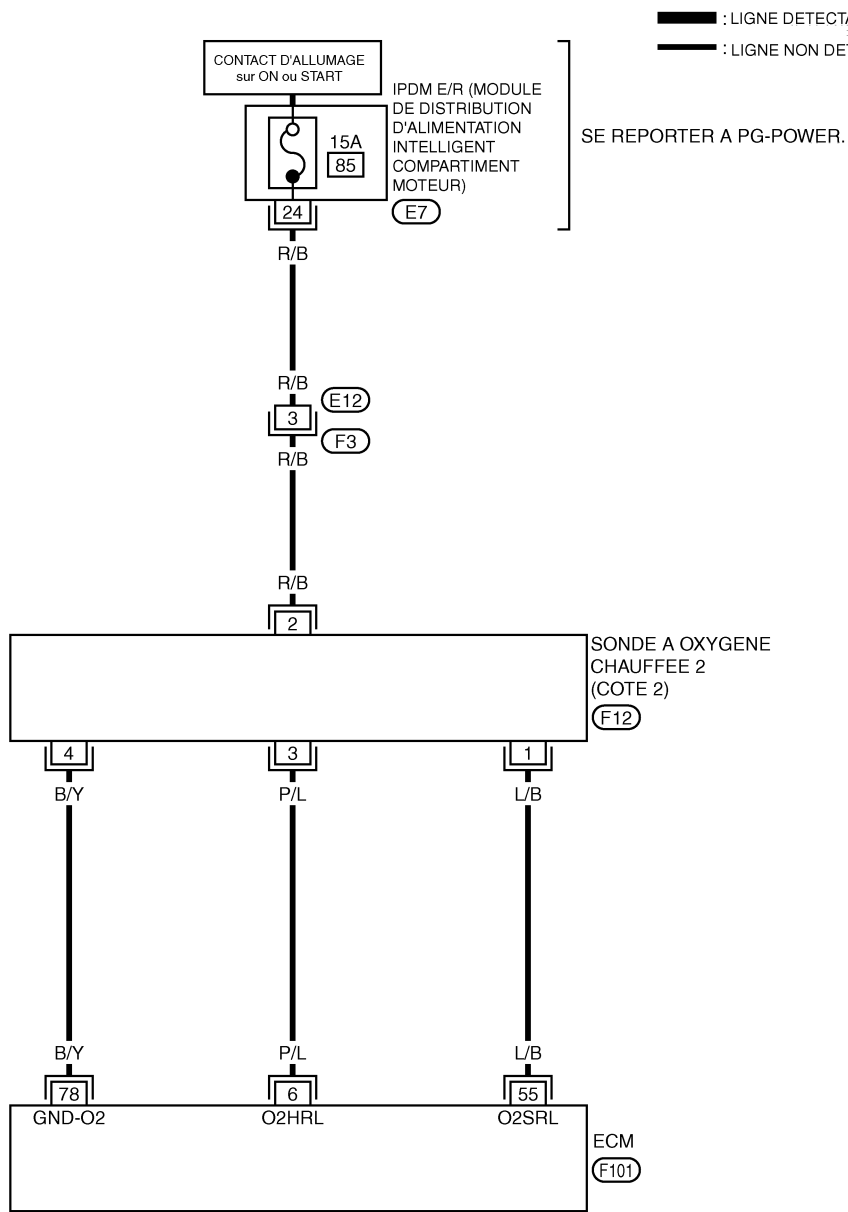 : LIGNE DETECTA
: LIGNE NON DET
CONTACT D'ALLUMAGE
sur ON ou START
IPDM E/R (MODULE
DE DISTRIBUTION
D'ALIMENTATION
INTELLIGENT
COMPARTIMENT
MOTEUR)
SE REPORTER A PG-POWER.
15A
85
24
E7
R/B
R/B
E12
3
F3
R/B
R/B
2
SONDE A OXYGENE
CHAUFFEE 2
(COTE 2)
F12
4
3
1
B/Y
P/L
L/B
B/Y
P/L
L/B
78
6
55
GND-O2
O2HRL
O2SRL
ECM
F101